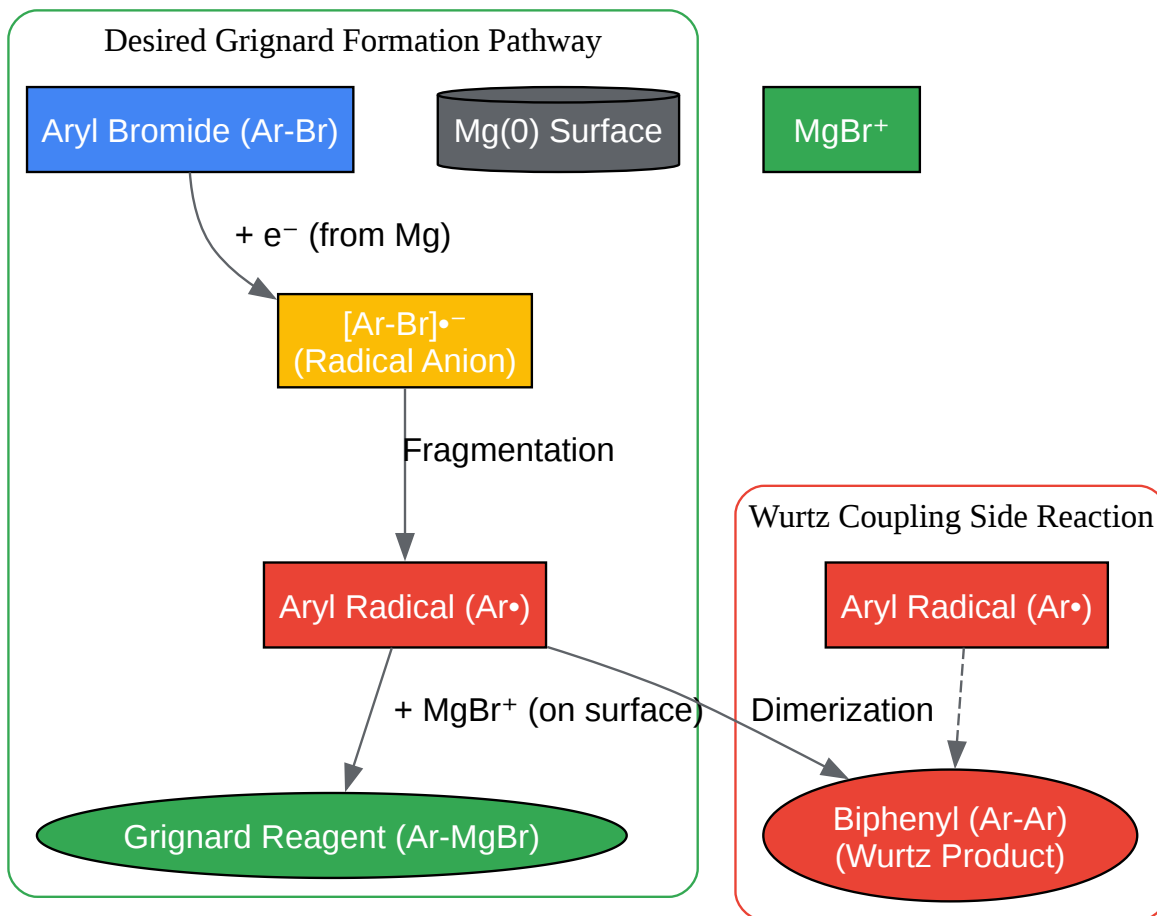 Desired Grignard Formation Pathway
Aryl Bromide (Ar-Br)
Mg(0) Surface
MgBr⁺
+ e⁻ (from Mg)
[Ar-Br]•⁻
(Radical Anion)
Fragmentation
Wurtz Coupling Side Reaction
Aryl Radical (Ar•)
Aryl Radical (Ar•)
+ MgBr⁺ (on surface)
Dimerization
Grignard Reagent (Ar-MgBr)
Biphenyl (Ar-Ar)
(Wurtz Product)